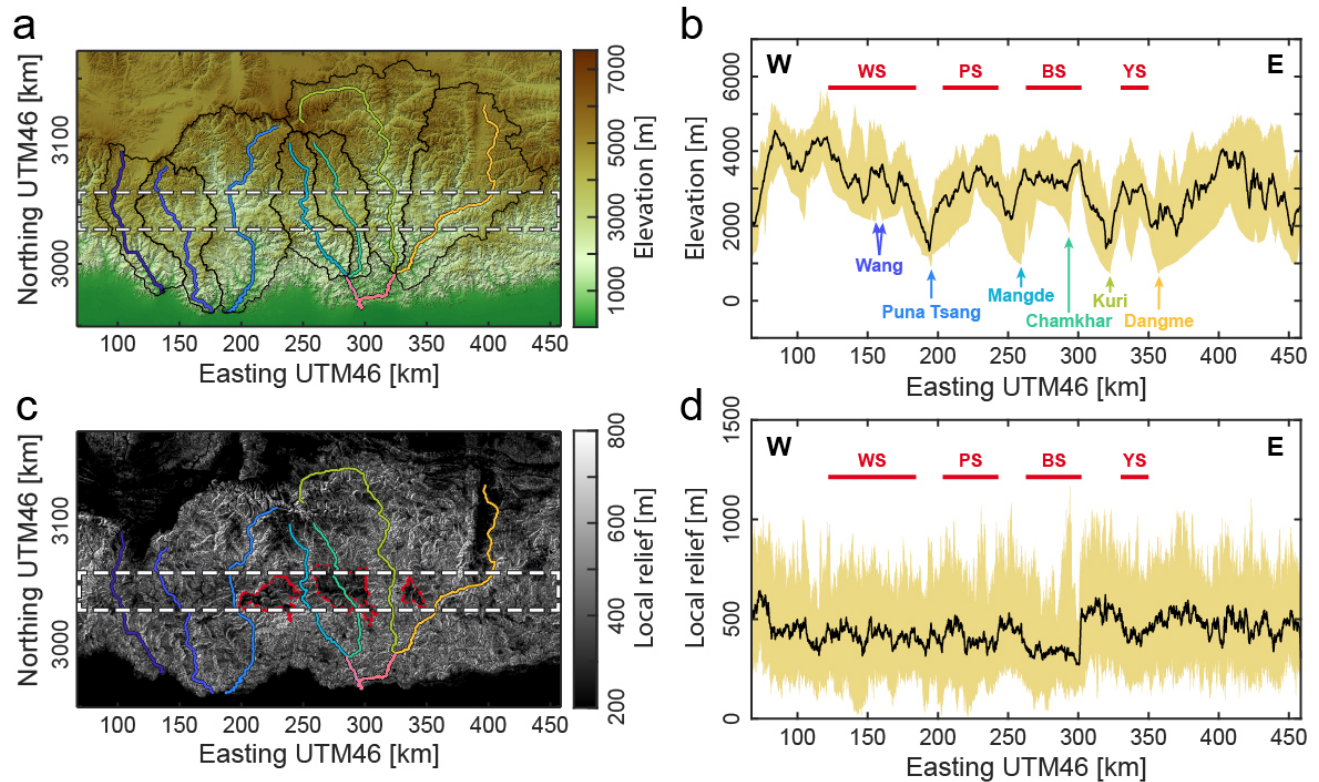 a
Northing UTM46 [km]
3100
3000
100 150 200 250 300 350 400 450
Easting UTM46 [km]
7000
5000
3000
1000
Elevation [m]
b
W
E
WS
PS
BS
YS
6000
4000
2000
0
Elevation [m]
Wang
Puna Tsang
Mangde
Chamkhar
Kuri
Dangme
100 150 200 250 300 350 400 450
Easting UTM46 [km]
c
Northing UTM46 [km]
3100
3000
100 150 200 250 300 350 400 450
Easting UTM46 [km]
800
600
400
200
Local relief [m]
d
W
E
WS
PS
BS
YS
1500
1000
500
0
Local relief [m]
100 150 200 250 300 350 400 450
Easting UTM46 [km]